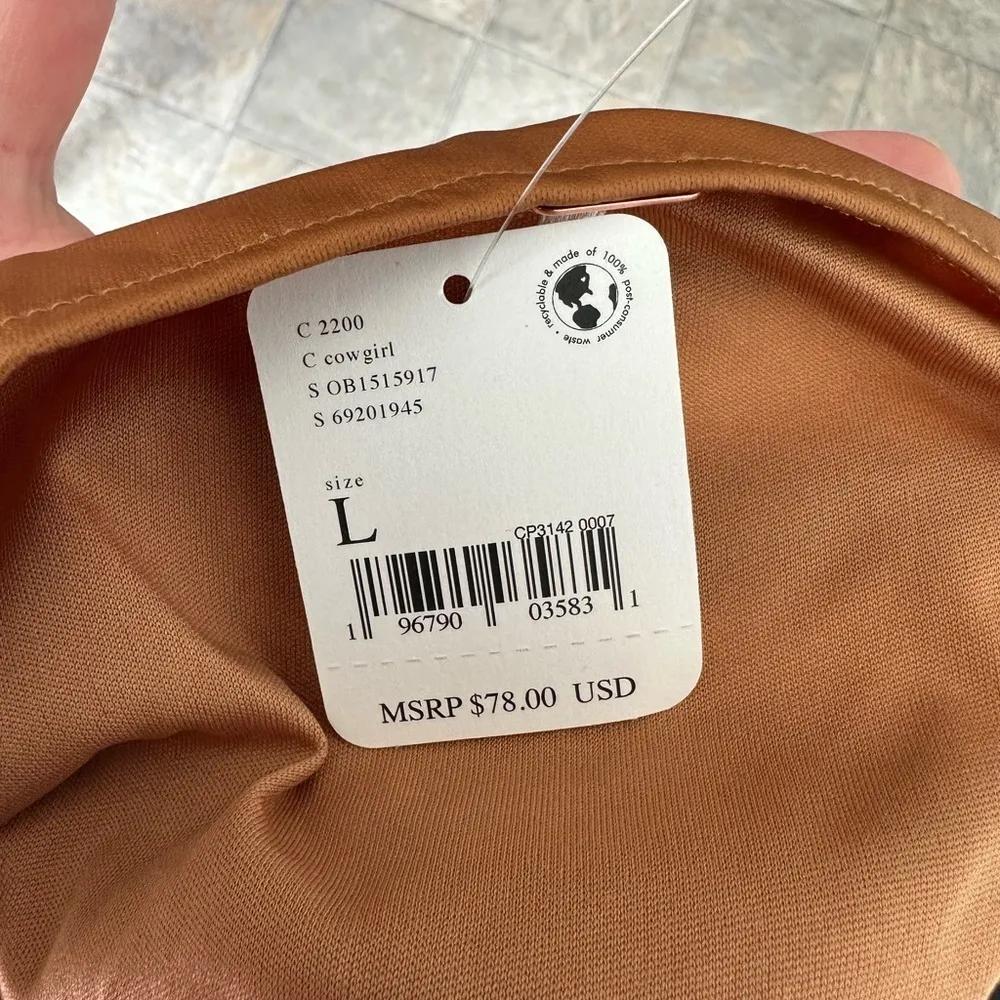 recyclable & made of 100% post-consumer waste •
C 2200
C cowgirl
S OB1515917
S 69201945
size
L
CP3142 0007
1 96790 03583 1
MSRP $78.00 USD